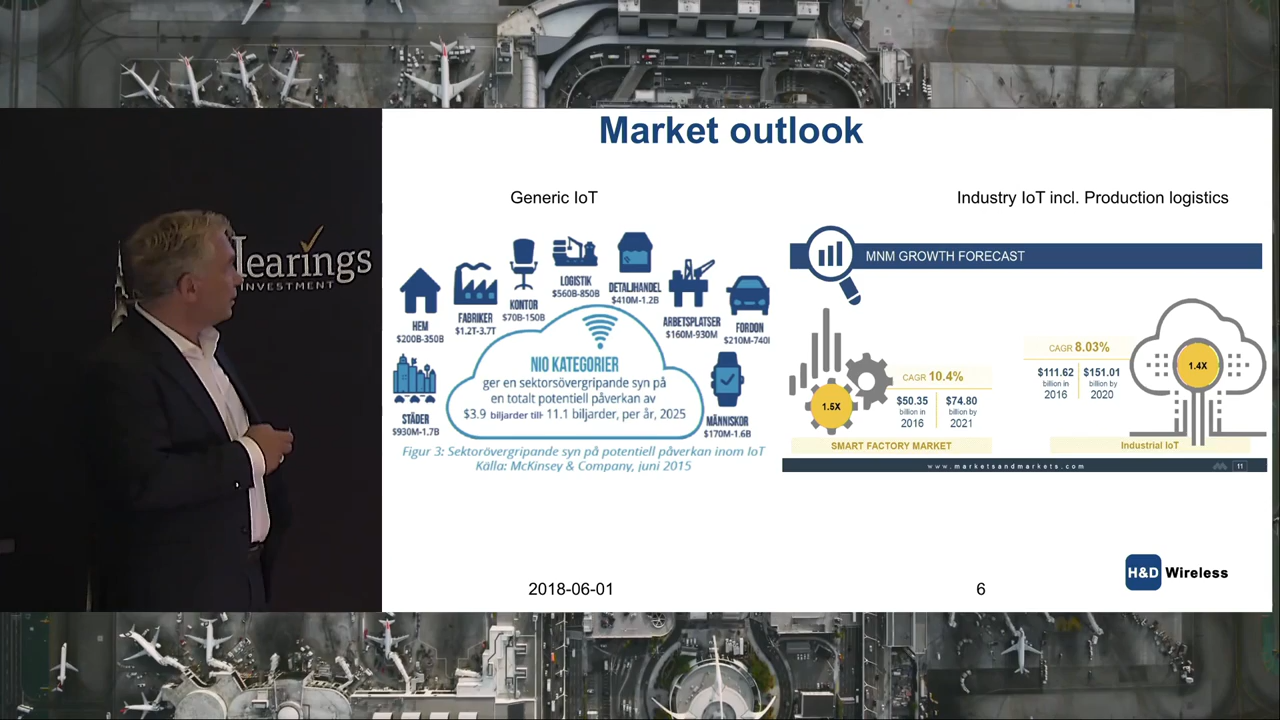 Market outlook
Generic IoT
Industry IoT incl. Production logistics
earings
INVESTMENT
HEM
$200B-350B
FABRIKER
$1.2T-3.7T
KONTOR
$70B-150B
LOGISTIK
$560B-850B
DETALJHANDEL
$410M-1.2B
ARBETSPLATSER
$160M-930M
FORDON
$210M-740
STÄDER
$930M-1.7B
MÄNNISKOR
$170M-1.6B
NIO KATEGORIER
ger en sektorsövergripande syn på
en totalt potentiell påverkan av
$3.9 biljarder till 11.1 biljarder, per år, 2025
Figur 3: Sektorövergripande syn på potentiell påverkan inom IoT
Källa: McKinsey & Company, juni 2015
MNM GROWTH FORECAST
1.5X
CAGR 10.4%
$50.35
billion in
2016
$74.80
billion by
2021
SMART FACTORY MARKET
CAGR 8.03%
$111.62
billion in
2016
$151.01
billion by
2020
1.4X
Industrial IoT
www.marketsandmarkets.com
11
2018-06-01
6
H&D Wireless